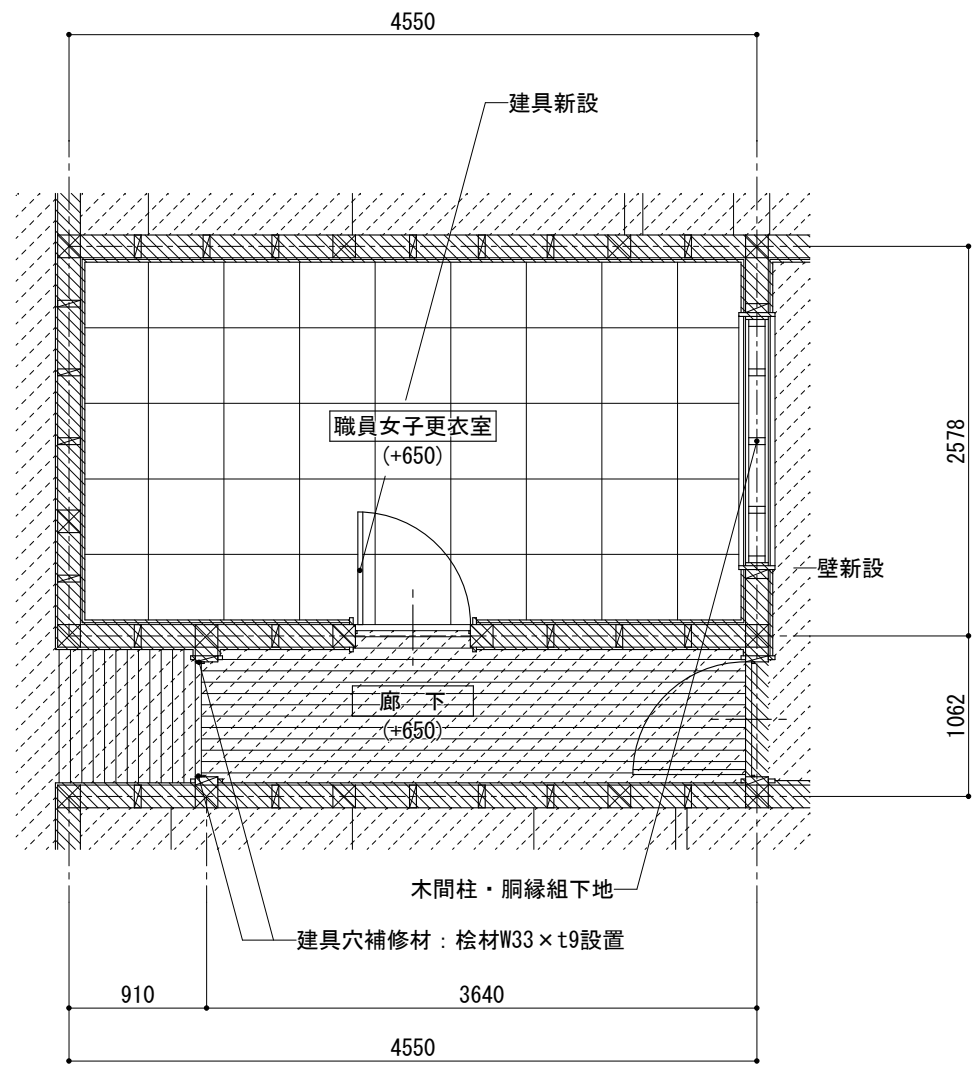 4550
建具新設
職員女子更衣室
(+650)
2578
壁新設
廊 下
(+650)
1062
木間柱・胴縁組下地
建具穴補修材：桧材W33×t9設置
910
3640
4550